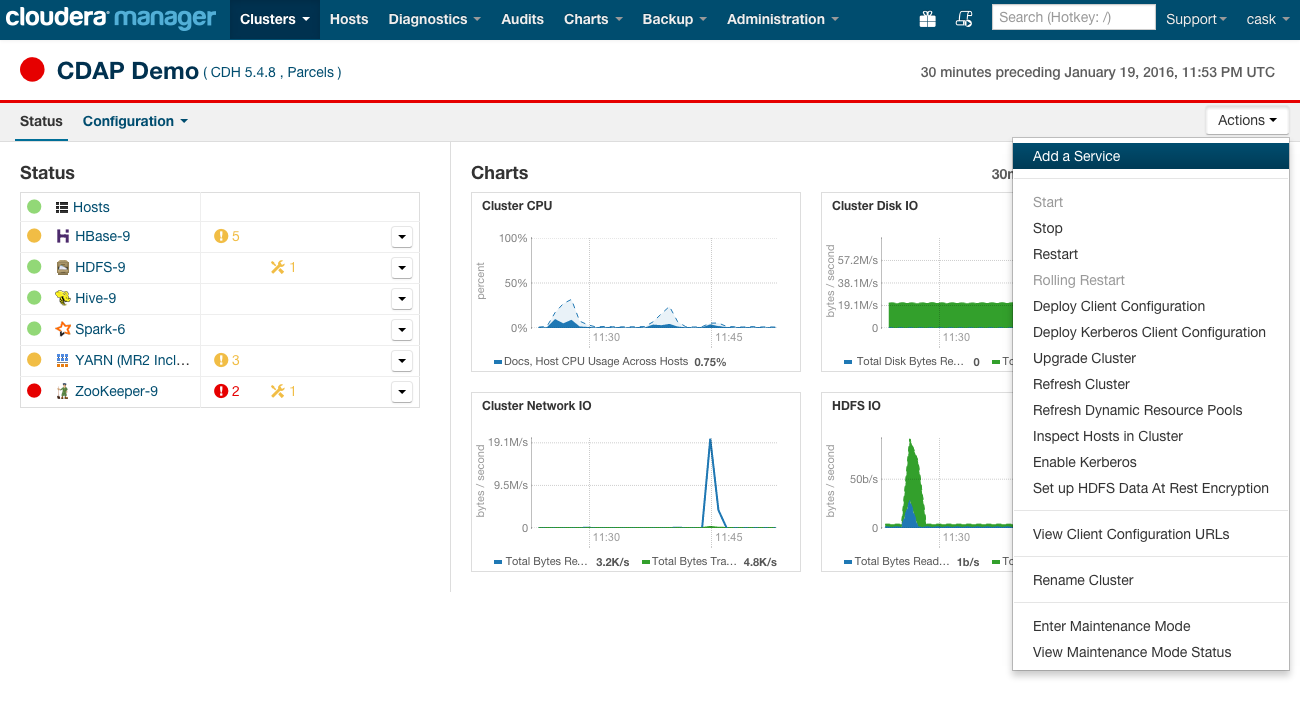 cloudera manager Clusters Hosts Diagnostics Audits Charts Backup Administration Search (Hotkey: /) Support cask
CDAP Demo ( CDH 5.4.8 , Parcels ) 30 minutes preceding January 19, 2016, 11:53 PM UTC
Status Configuration Actions
Status
Hosts
HBase-9 5
HDFS-9 1
Hive-9
Spark-6
YARN (MR2 Incl... 3
ZooKeeper-9 2 1
Charts 30m
Cluster CPU
percent
100%
50%
0%
11:30 11:45
Docs, Host CPU Usage Across Hosts 0.75%
Cluster Disk IO
bytes / second
57.2M/s
38.1M/s
19.1M/s
0
11:30
Total Disk Bytes Re... 0
Cluster Network IO
bytes / second
19.1M/s
9.5M/s
0
11:30 11:45
Total Bytes Re... 3.2K/s Total Bytes Tra... 4.8K/s
HDFS IO
bytes / second
50b/s
0
11:30
Total Bytes Read... 1b/s
Add a Service
Start
Stop
Restart
Rolling Restart
Deploy Client Configuration
Deploy Kerberos Client Configuration
Upgrade Cluster
Refresh Cluster
Refresh Dynamic Resource Pools
Inspect Hosts in Cluster
Enable Kerberos
Set up HDFS Data At Rest Encryption
View Client Configuration URLs
Rename Cluster
Enter Maintenance Mode
View Maintenance Mode Status